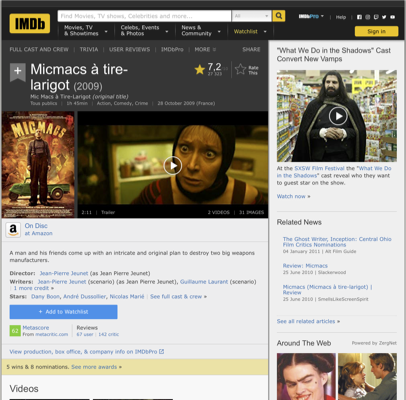 IMDb
Find Movies, TV shows, Celebrities and more...
All
IMDbPro
Help
Movies, TV & Showtimes
Celebs, Events & Photos
News & Community
Watchlist
Sign in
FULL CAST AND CREW | TRIVIA | USER REVIEWS | IMDbPro | MORE
SHARE
Micmacs à tire-larigot (2009)
Mic Macs à Tire-Larigot (original title)
Tous publics | 1h 44min | Action, Comedy, Crime | 28 October 2009 (France)
7,2
Rate This
MICMACS
2:11 | Trailer
2 VIDEOS | 31 IMAGES
On Disc
at Amazon
A man and his friends come up with an intricate and original plan to destroy two big weapons manufacturers.
Director: Jean-Pierre Jeunet (as Jean Pierre Jeunet)
Writers: Jean-Pierre Jeunet (scenario) (as Jean Pierre Jeunet), Guillaume Laurant (scenario) | 1 more credit »
Stars: Dany Boon, André Dussollier, Nicolas Marié | See full cast & crew »
+ Add to Watchlist
62
Metascore
From metacritic.com
Reviews
67 user | 142 critic
View production, box office, & company info on IMDbPro
5 wins & 8 nominations. See more awards »
Videos
"What We Do in the Shadows" Cast Convert New Vamps
At the SXSW Film Festival the "What We Do in the Shadows" cast reveal who they want to guest star on the show.
Watch now »
Related News
The Ghost Writer, Inception: Central Ohio Film Critics Nominations
04 January 2011 | Alt Film Guide
Review: Micmacs
25 June 2010 | Slackerwood
Micmacs (Micmacs à tire-larigot) | Review
25 June 2010 | SmellsLikeScreenSpirit
See all related articles »
Around The Web
Powered by ZergNet